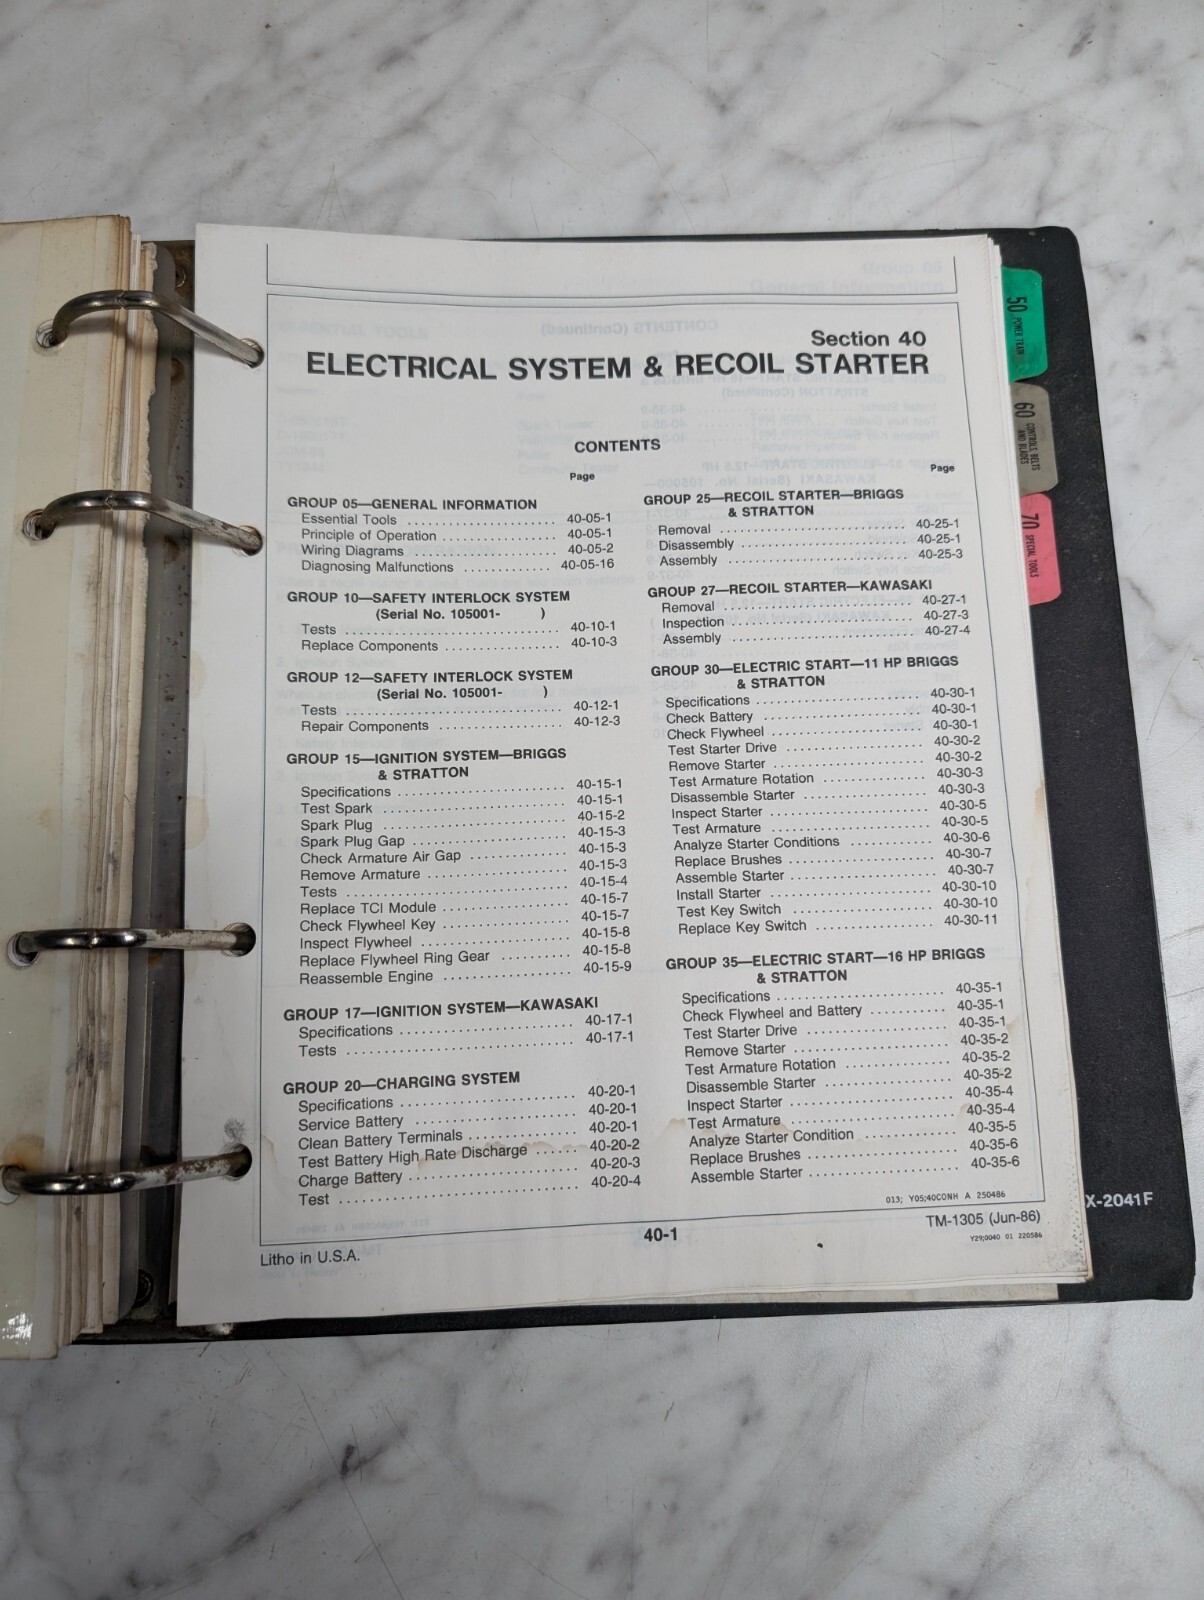 Section 40
ELECTRICAL SYSTEM & RECOIL STARTER
CONTENTS
Page
GROUP 05—GENERAL INFORMATION
Essential Tools ........................ 40-05-1
Principle of Operation .................. 40-05-1
Wiring Diagrams ....................... 40-05-2
Diagnosing Malfunctions ............... 40-05-16
GROUP 10—SAFETY INTERLOCK SYSTEM
(Serial No. 105001- )
Tests .................................. 40-10-1
Replace Components .................. 40-10-3
GROUP 12—SAFETY INTERLOCK SYSTEM
(Serial No. 105001- )
Tests .................................. 40-12-1
Repair Components .................... 40-12-3
GROUP 15—IGNITION SYSTEM—BRIGGS
& STRATTON
Specifications ........................... 40-15-1
Test Spark .............................. 40-15-1
Spark Plug .............................. 40-15-2
Spark Plug Gap ......................... 40-15-3
Check Armature Air Gap ............... 40-15-3
Remove Armature ...................... 40-15-3
Tests ................................... 40-15-4
Replace TCI Module .................... 40-15-7
Check Flywheel Key .................... 40-15-7
Inspect Flywheel ........................ 40-15-8
Replace Flywheel Ring Gear ............ 40-15-8
Reassemble Engine ..................... 40-15-9
GROUP 17—IGNITION SYSTEM—KAWASAKI
Specifications ........................... 40-17-1
Tests ................................... 40-17-1
GROUP 20—CHARGING SYSTEM
Specifications ........................... 40-20-1
Service Battery ......................... 40-20-1
Clean Battery Terminals ................. 40-20-1
Test Battery High Rate Discharge ...... 40-20-2
Charge Battery .......................... 40-20-3
Test .................................... 40-20-4
Page
GROUP 25—RECOIL STARTER—BRIGGS
& STRATTON
Removal ................................ 40-25-1
Disassembly ............................ 40-25-1
Assembly ............................... 40-25-3
GROUP 27—RECOIL STARTER—KAWASAKI
Removal ................................ 40-27-1
Inspection ............................... 40-27-3
Assembly ............................... 40-27-4
GROUP 30—ELECTRIC START—11 HP BRIGGS
& STRATTON
Specifications ........................... 40-30-1
Check Battery .......................... 40-30-1
Check Flywheel ......................... 40-30-1
Test Starter Drive ....................... 40-30-2
Remove Starter ......................... 40-30-2
Test Armature Rotation ................. 40-30-3
Disassemble Starter .................... 40-30-3
Inspect Starter .......................... 40-30-5
Test Armature .......................... 40-30-5
Analyze Starter Conditions ............. 40-30-6
Replace Brushes ....................... 40-30-7
Assemble Starter ....................... 40-30-7
Install Starter ........................... 40-30-10
Test Key Switch ........................ 40-30-10
Replace Key Switch .................... 40-30-11
GROUP 35—ELECTRIC START—16 HP BRIGGS
& STRATTON
Specifications ........................... 40-35-1
Check Flywheel and Battery ............ 40-35-1
Test Starter Drive ....................... 40-35-1
Remove Starter ......................... 40-35-2
Test Armature Rotation ................. 40-35-2
Disassemble Starter .................... 40-35-2
Inspect Starter .......................... 40-35-4
Test Armature .......................... 40-35-4
Analyze Starter Condition .............. 40-35-5
Replace Brushes ....................... 40-35-6
Assemble Starter ....................... 40-35-6
013; Y05;40CONH A 250486
40-1
TM-1305 (Jun-86)
Y29;0040 01 220586
Litho in U.S.A.
50 POWER TRAIN
60 CONTROLS, BELTS
AND BLADES
70 SPECIAL TOOLS
X-2041F